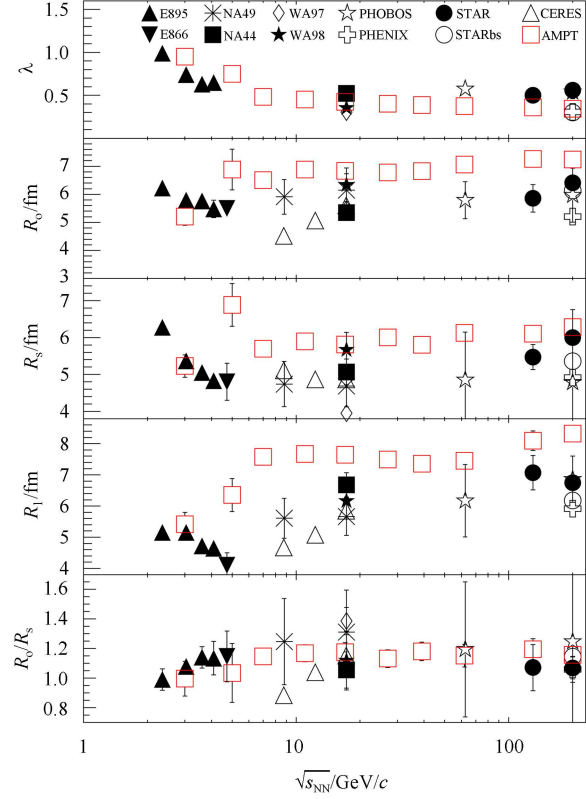 E895 NA49 WA97 PHOBOS STAR CERES
E866 NA44 WA98 PHENIX STARbs AMPT
1.5
1.0
0.5
λ
7
6
5
4
3
R_o/fm
8
7
6
5
4
R_s/fm
8
7
6
5
4
R_l/fm
1.6
1.4
1.2
1.0
0.8
R_o/R_s
1 10 100
√s_NN/GeV/c